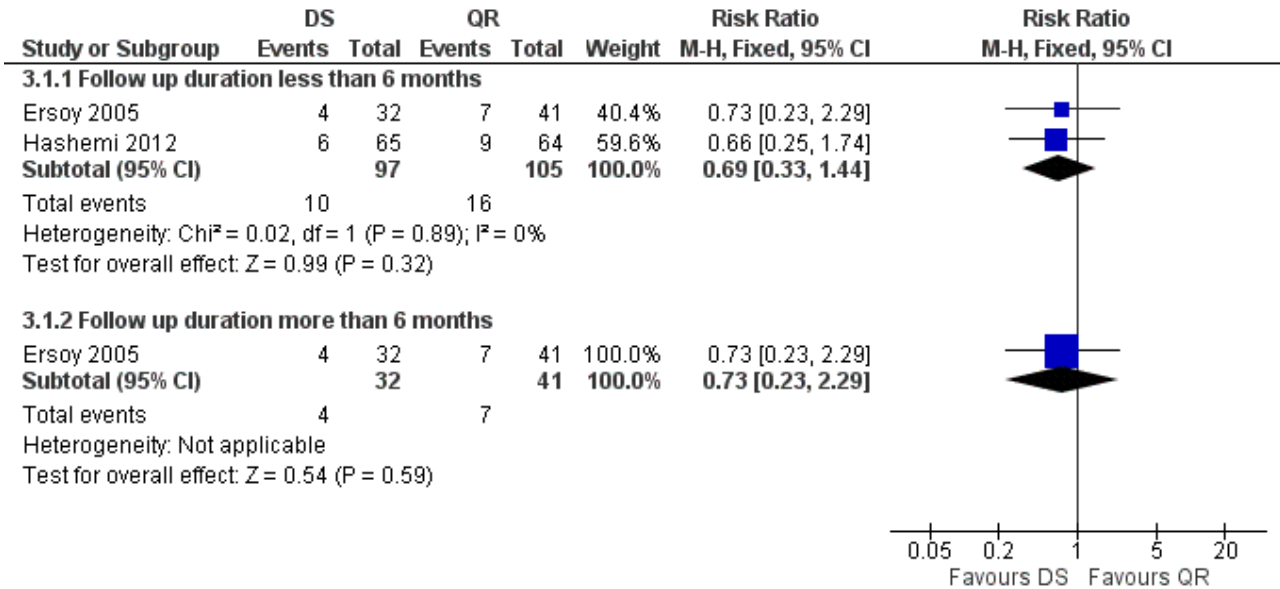 DS QR Risk Ratio Risk Ratio
Study or Subgroup Events Total Events Total Weight M-H, Fixed, 95% CI M-H, Fixed, 95% CI
3.1.1 Follow up duration less than 6 months
Ersoy 2005 4 32 7 41 40.4% 0.73 [0.23, 2.29]
Hashemi 2012 6 65 9 64 59.6% 0.66 [0.25, 1.74]
Subtotal (95% CI) 97 105 100.0% 0.69 [0.33, 1.44]
Total events 10 16
Heterogeneity: Chi² = 0.02, df = 1 (P = 0.89); I² = 0%
Test for overall effect: Z = 0.99 (P = 0.32)
3.1.2 Follow up duration more than 6 months
Ersoy 2005 4 32 7 41 100.0% 0.73 [0.23, 2.29]
Subtotal (95% CI) 32 41 100.0% 0.73 [0.23, 2.29]
Total events 4 7
Heterogeneity: Not applicable
Test for overall effect: Z = 0.54 (P = 0.59)
0.05 0.2 1 5 20
Favours DS Favours QR